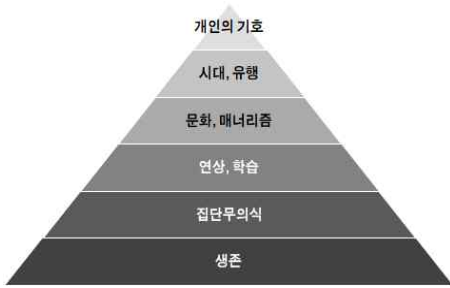 개인의 기호
시대, 유행
문화, 매너리즘
연상, 학습
집단무의식
생존